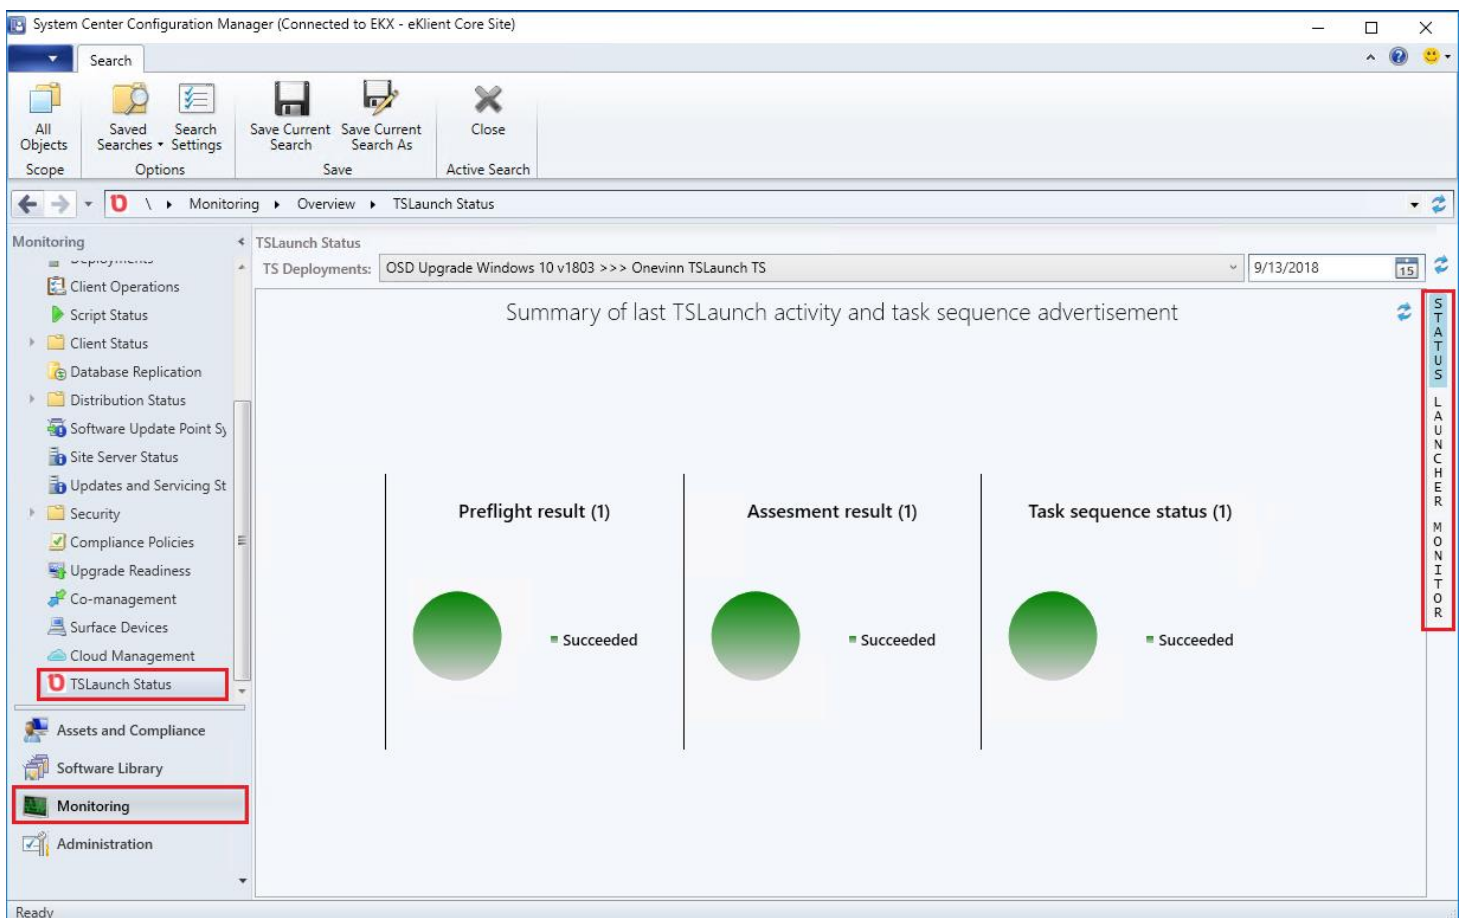 System Center Configuration Manager (Connected to EKX - eKlient Core Site)
Search
All Objects
Saved Searches
Search Settings
Save Current Search
Save Current Search As
Close
Scope
Options
Save
Active Search
\ Monitoring Overview TSLaunch Status
Monitoring
Deployments
Client Operations
Script Status
Client Status
Database Replication
Distribution Status
Software Update Point Sy
Site Server Status
Updates and Servicing St
Security
Compliance Policies
Upgrade Readiness
Co-management
Surface Devices
Cloud Management
TSLaunch Status
Assets and Compliance
Software Library
Monitoring
Administration
TSLaunch Status
TS Deployments: OSD Upgrade Windows 10 v1803 >>> Onevinn TSLaunch TS 9/13/2018 15
Summary of last TSLaunch activity and task sequence advertisement
Preflight result (1)
Succeeded
Assesment result (1)
Succeeded
Task sequence status (1)
Succeeded
STATUS
LAUNCHER MONITOR
Ready